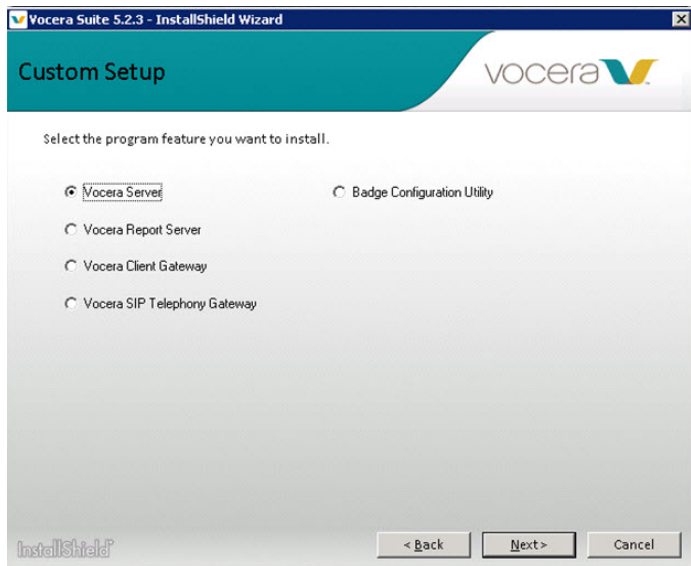 Vocera Suite 5.2.3 - InstallShield Wizard
Custom Setup
vocera
Select the program feature you want to install.
Vocera Server
Badge Configuration Utility
Vocera Report Server
Vocera Client Gateway
Vocera SIP Telephony Gateway
InstallShield
< Back
Next >
Cancel